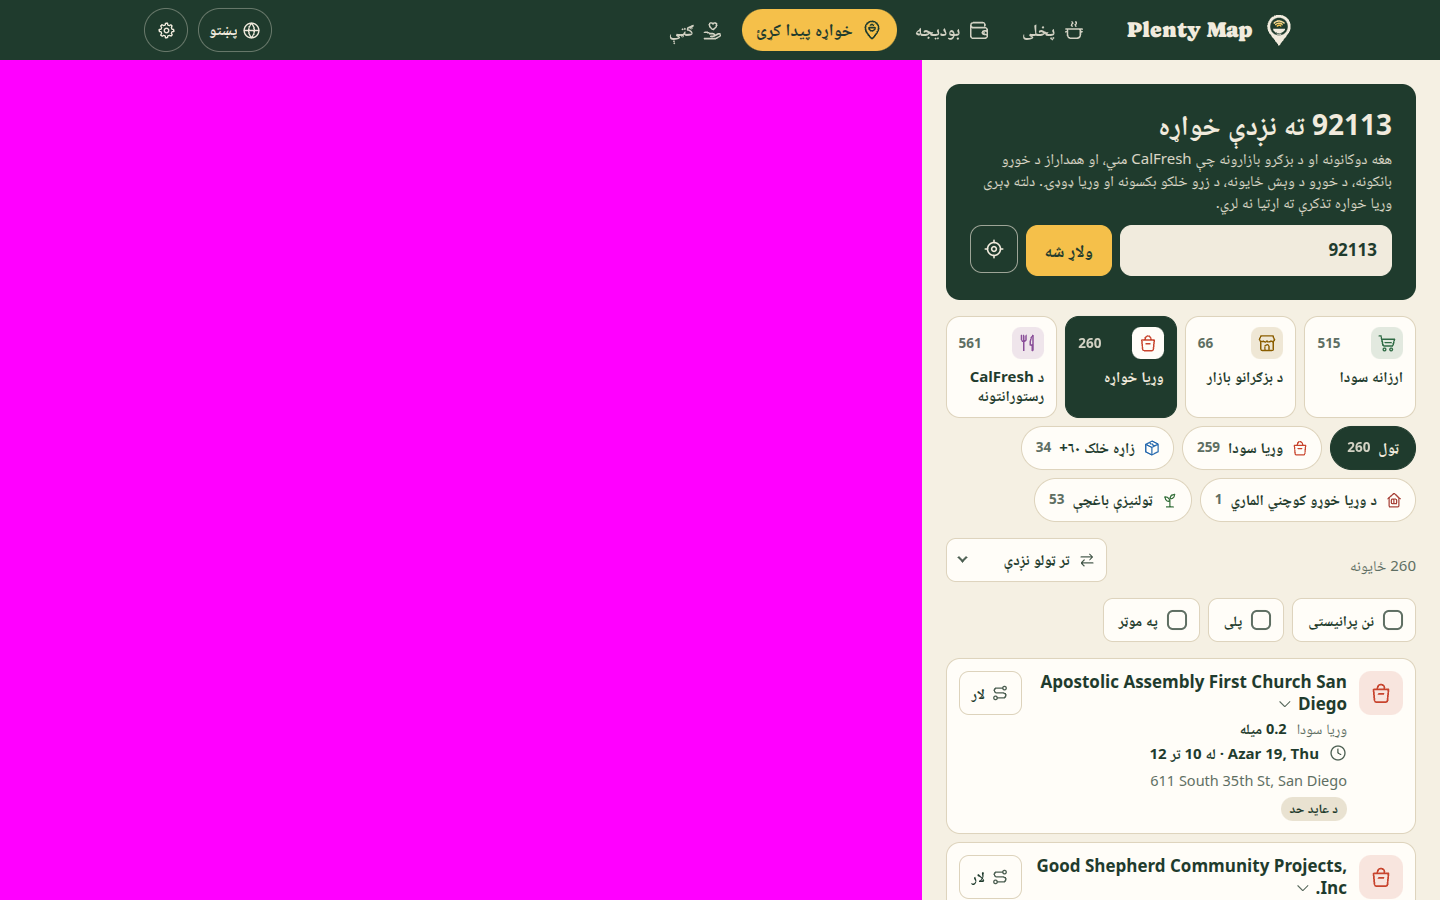 Plenty Map
پخلی
بودیجه
خواړه پیدا کړئ
ګټې
پښتو
92113 ته نږدې خواړه
هغه دوکانونه او د بزګرو بازارونه چې CalFresh مني، او همداراز د خوړو
بانکونه، د خوړو د وېش ځایونه، د زړو خلکو بکسونه او وړیا ډوډۍ. دلته ډېری
وړیا خواړه تذکرې ته اړتیا نه لري.
92113
ولاړ شه
515
ارزانه سودا
66
د بزګرانو بازار
260
وړیا خواړه
561
د CalFresh
رستورانتونه
ټول 260
وړیا سودا 259
زاړه خلک ۶۰+ 34
د وړیا خوړو کوچني الماري 1
ټولنیزې باغچې 53
260 ځایونه
تر ټولو نږدې
نن پرانیستی
پلی
په موټر
Apostolic Assembly First Church San
Diego
لار
وړیا سودا 0.2 میله
Azar 19, Thu · له 10 تر 12
611 South 35th St, San Diego
د عاید حد
Good Shepherd Community Projects,
Inc.
لار